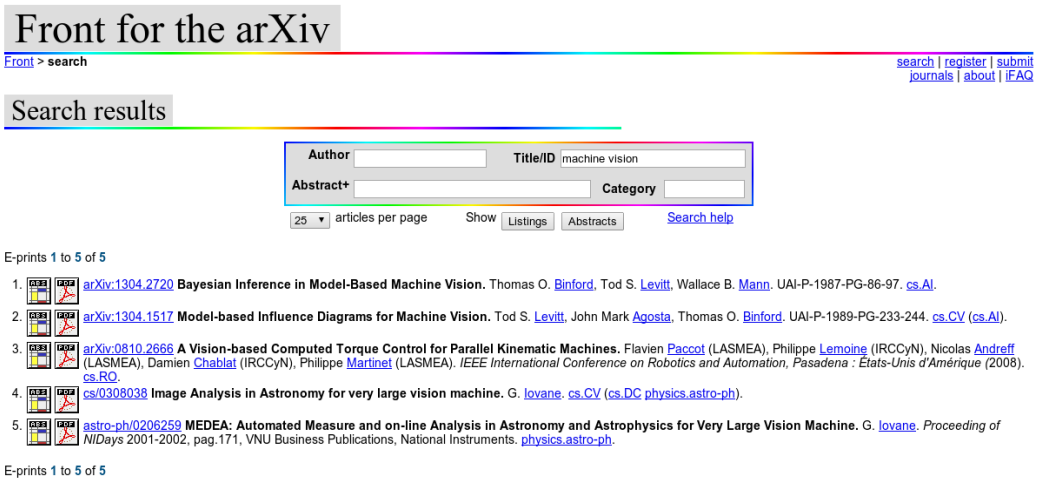 Front for the arXiv
Front > search
search | register | submit
journals | about | iFAQ
Search results
Author
Title/ID machine vision
Abstract+
Category
25 articles per page Show Listings Abstracts Search help
E-prints 1 to 5 of 5
1. ABS PDF arXiv:1304.2720 Bayesian Inference in Model-Based Machine Vision. Thomas O. Binford, Tod S. Levitt, Wallace B. Mann. UAI-P-1987-PG-86-97. cs.AI.
2. ABS PDF arXiv:1304.1517 Model-based Influence Diagrams for Machine Vision. Tod S. Levitt, John Mark Agosta, Thomas O. Binford. UAI-P-1989-PG-233-244. cs.CV (cs.AI).
3. ABS PDF arXiv:0810.2666 A Vision-based Computed Torque Control for Parallel Kinematic Machines. Flavien Paccot (LASMEA), Philippe Lemoine (IRCCyN), Nicolas Andreff
(LASMEA), Damien Chablat (IRCCyN), Philippe Martinet (LASMEA). IEEE International Conference on Robotics and Automation, Pasadena : États-Unis d'Amérique (2008).
cs.RO.
4. ABS PDF cs/0308038 Image Analysis in Astronomy for very large vision machine. G. Iovane. cs.CV (cs.DC physics.astro-ph).
5. ABS PDF astro-ph/0206259 MEDEA: Automated Measure and on-line Analysis in Astronomy and Astrophysics for Very Large Vision Machine. G. Iovane. Proceeding of
NIDays 2001-2002, pag.171, VNU Business Publications, National Instruments. physics.astro-ph.
E-prints 1 to 5 of 5